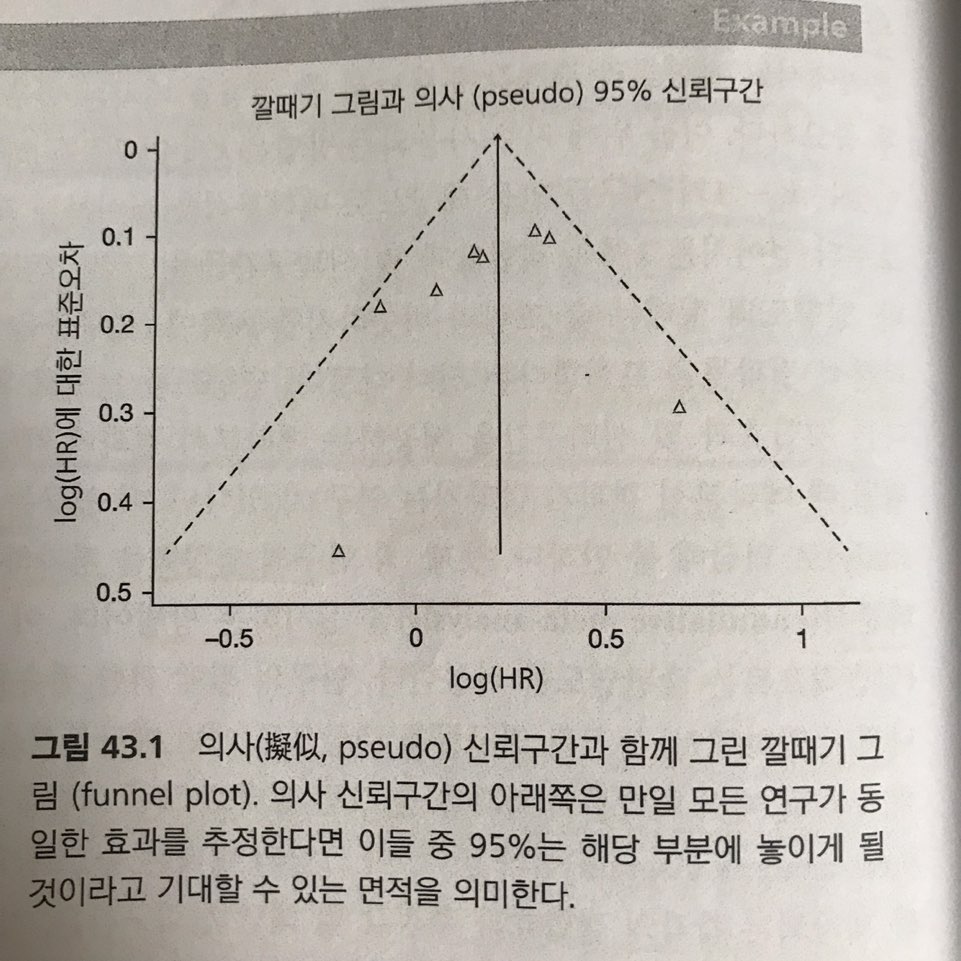 Example
깔때기 그림과 의사 (pseudo) 95% 신뢰구간
log(HR)에 대한 표준오차
0
0.1
0.2
0.3
0.4
0.5
–0.5 0 0.5 1
log(HR)
그림 43.1 의사(擬似, pseudo) 신뢰구간과 함께 그린 깔때기 그
림 (funnel plot). 의사 신뢰구간의 아래쪽은 만일 모든 연구가 동
일한 효과를 추정한다면 이들 중 95%는 해당 부분에 놓이게 될
것이라고 기대할 수 있는 면적을 의미한다.